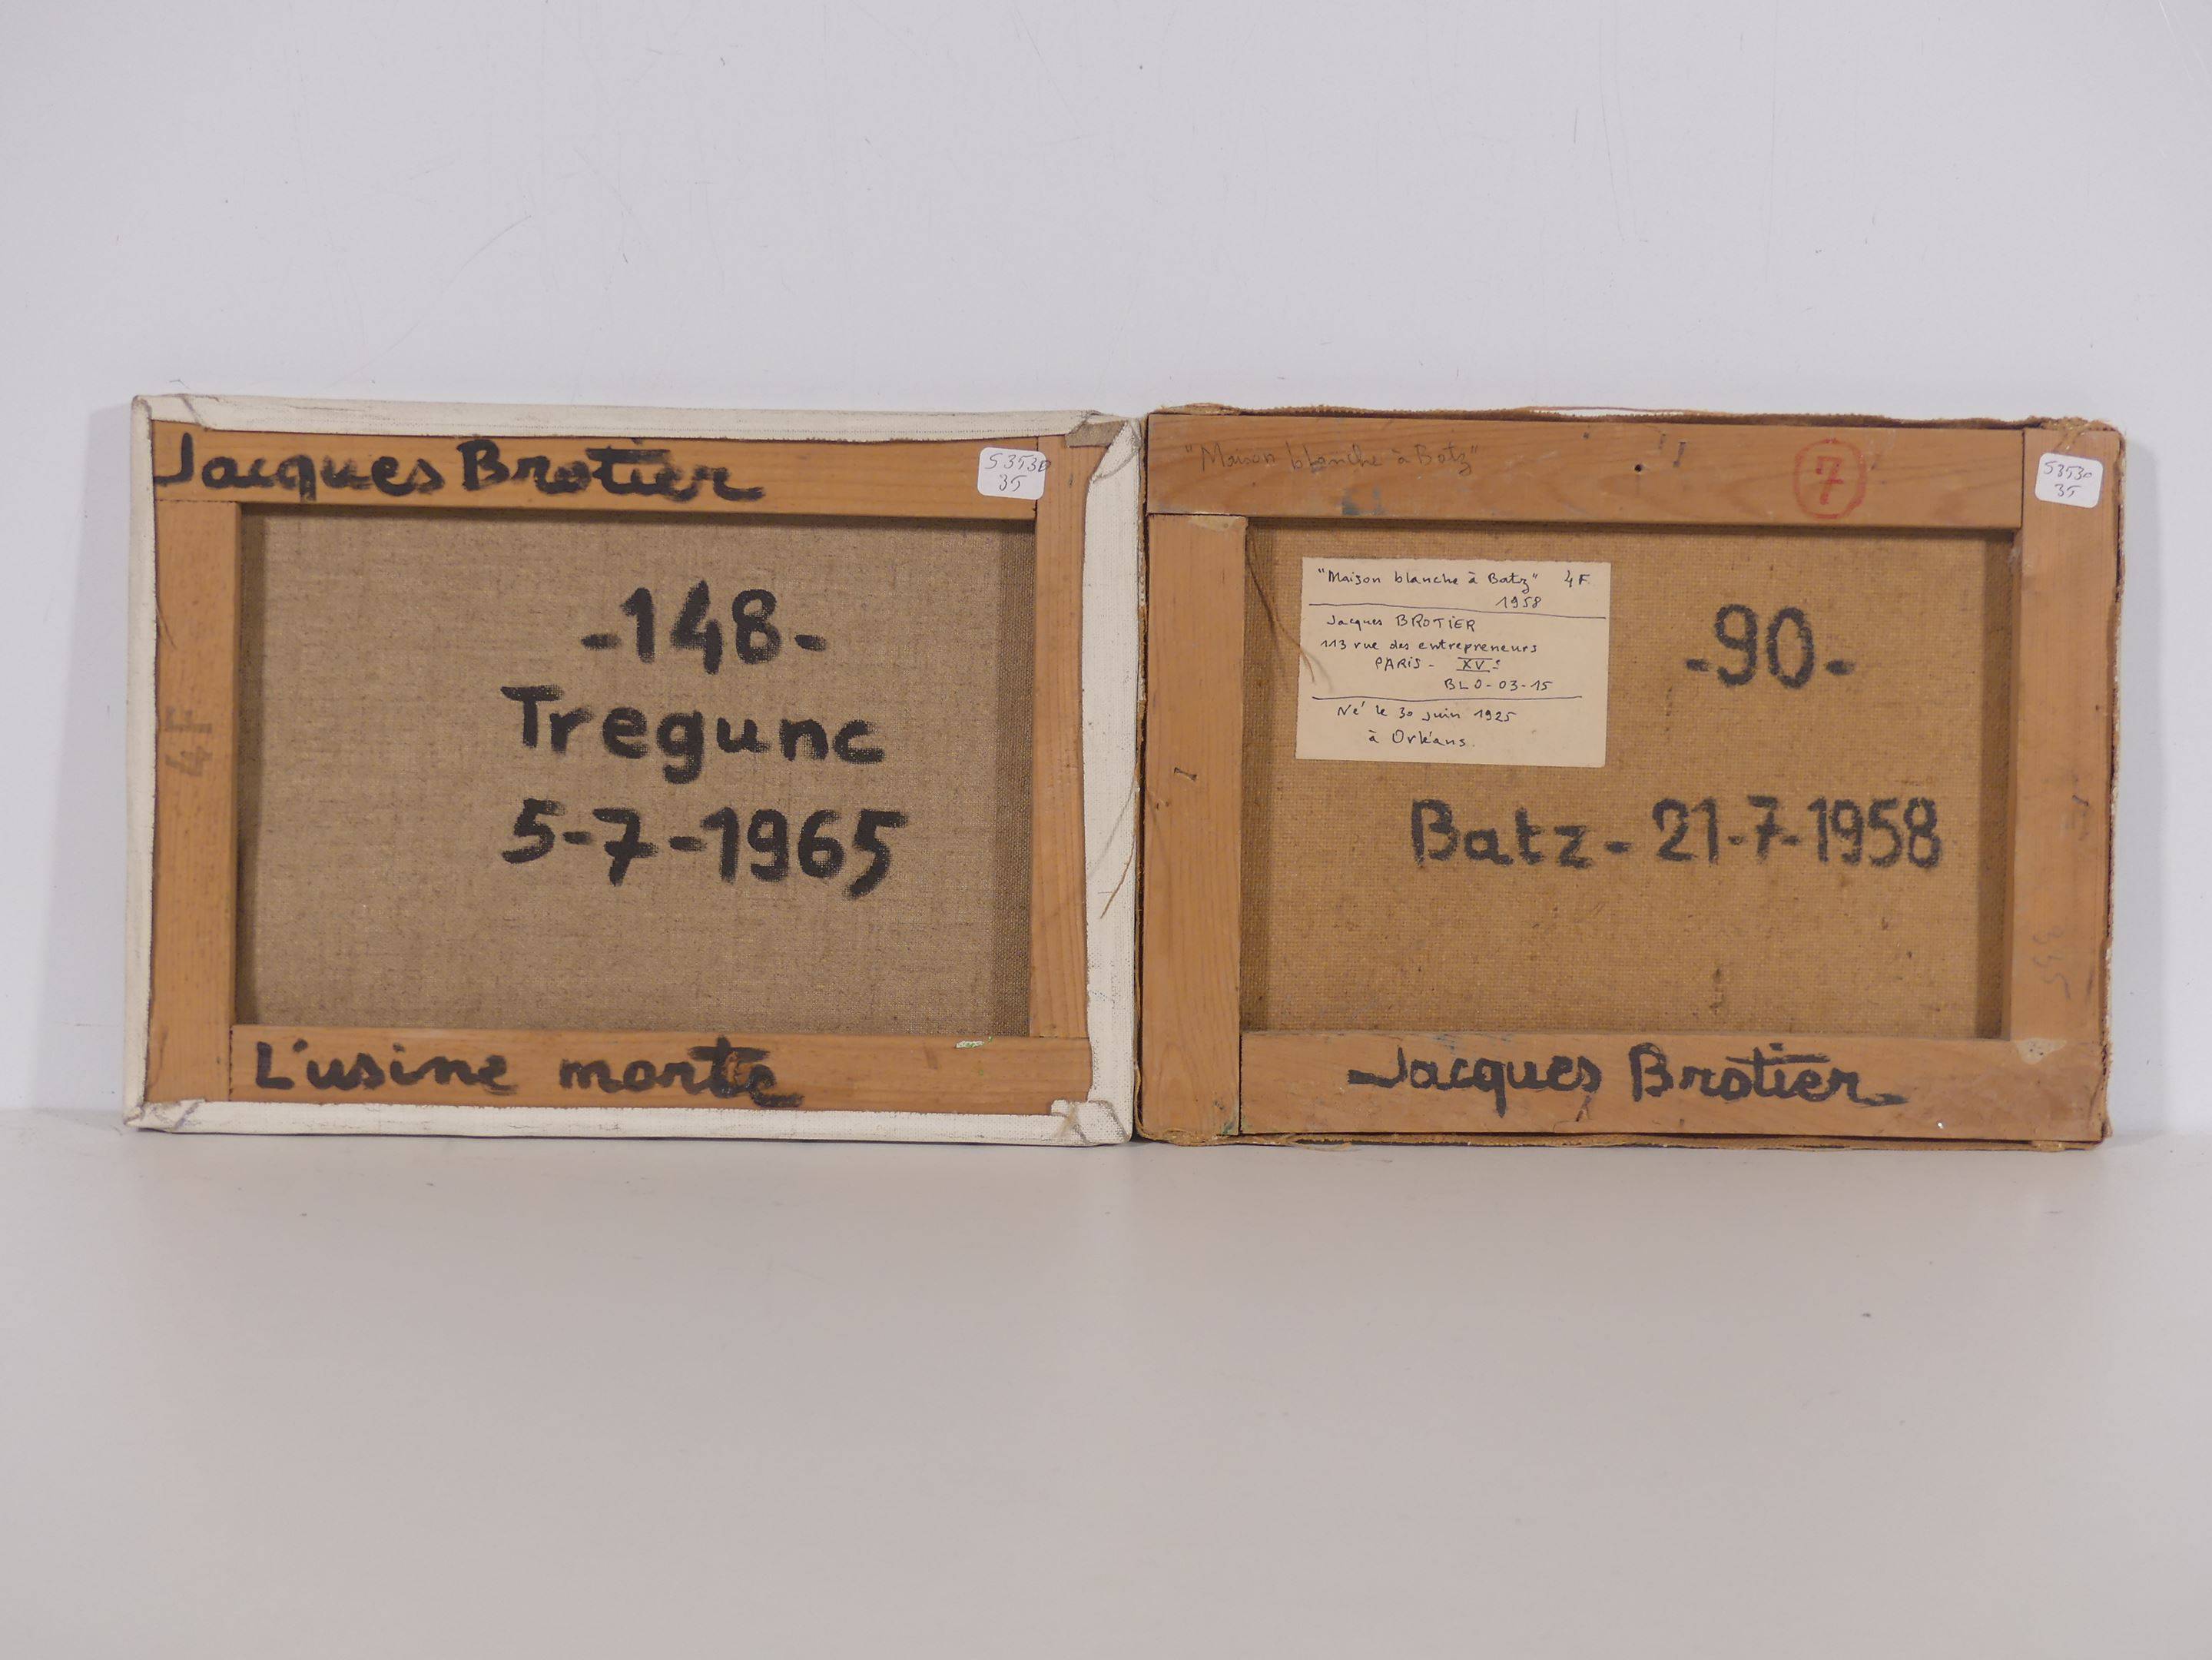 Jacques Brotier
53530
35
-148-
Tregunc
5-7-1965
4F
L'usine morte
"Maison blanche à Batz"
7
53530
35
"Maison blanche à Batz" 4F
1958
Jacques BROTIER
113 rue des entrepreneurs
PARIS - XVe
BLO-03-15
Né le 30 juin 1925
à Orléans.
-90-
Batz-21-7-1958
Jacques Brotier